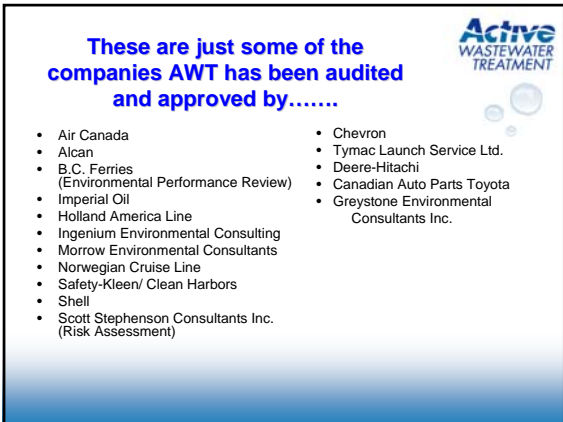 Active
WASTEWATER
TREATMENT
These are just some of the
companies AWT has been audited
and approved by.......
• Air Canada
• Alcan
• B.C. Ferries
(Environmental Performance Review)
• Imperial Oil
• Holland America Line
• Ingenium Environmental Consulting
• Morrow Environmental Consultants
• Norwegian Cruise Line
• Safety-Kleen/ Clean Harbors
• Shell
• Scott Stephenson Consultants Inc.
(Risk Assessment)
• Chevron
• Tymac Launch Service Ltd.
• Deere-Hitachi
• Canadian Auto Parts Toyota
• Greystone Environmental
Consultants Inc.